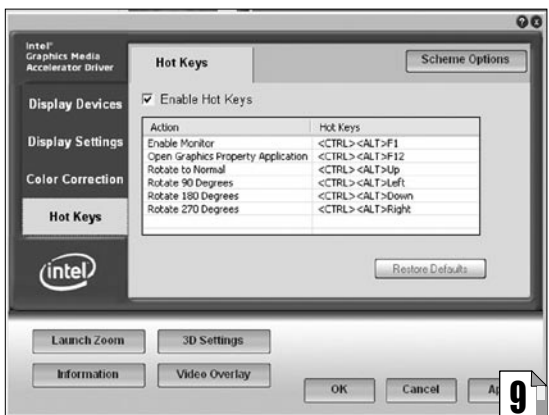 Intel®
Graphics Media
Accelerator Driver
Hot Keys
Scheme Options
Display Devices
Display Settings
Color Correction
Hot Keys
Enable Hot Keys
Action Hot Keys
Enable Monitor <CTRL><ALT>F1
Open Graphics Property Application <CTRL><ALT>F12
Rotate to Normal <CTRL><ALT>Up
Rotate 90 Degrees <CTRL><ALT>Left
Rotate 180 Degrees <CTRL><ALT>Down
Rotate 270 Degrees <CTRL><ALT>Right
intel
Restore Defaults
Launch Zoom 3D Settings
Information Video Overlay
OK Cancel
9